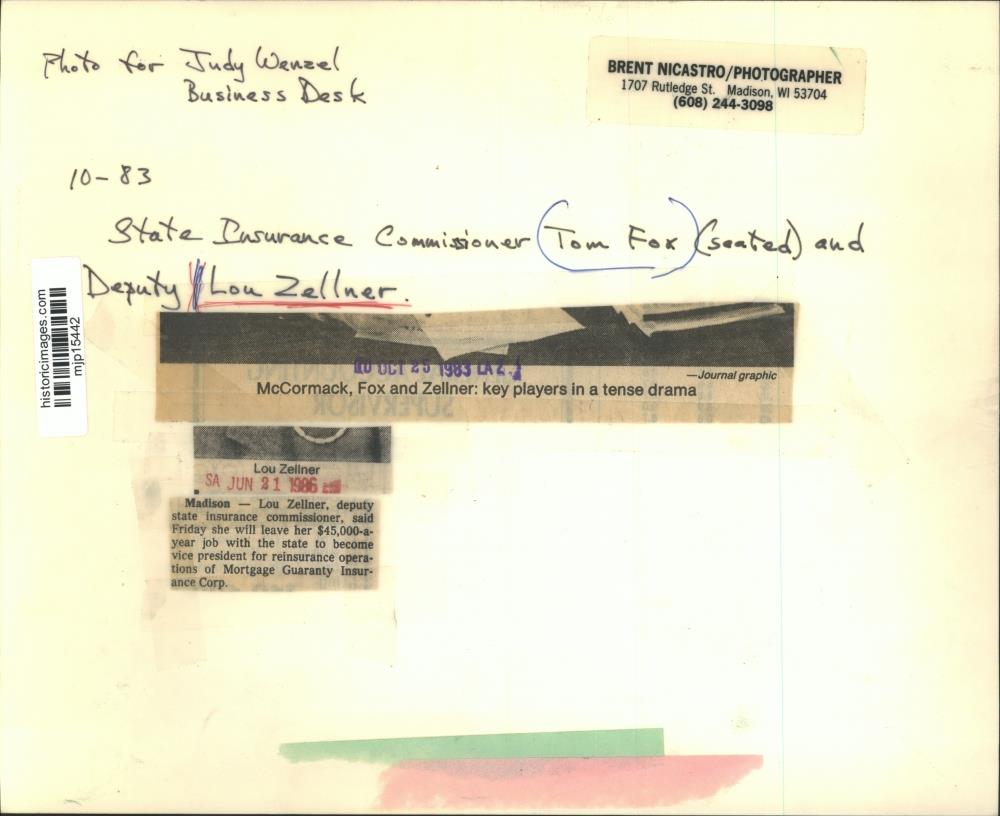 Photo for Judy Wenzel
Business Desk
BRENT NICASTRO/PHOTOGRAPHER
1707 Rutledge St. Madison, WI 53704
(608) 244-3098
10-83
State Insurance Commissioner (Tom Fox) (seated) and
Deputy Lou Zellner.
historicimages.com
mjp15442
OCT 25 1983
—Journal graphic
McCormack, Fox and Zellner: key players in a tense drama
SUPERVISOR
Lou Zellner
SA JUN 21 1986
Madison — Lou Zellner, deputy
state insurance commissioner, said
Friday she will leave her $45,000-a-
year job with the state to become
vice president for reinsurance opera-
tions of Mortgage Guaranty Insur-
ance Corp.